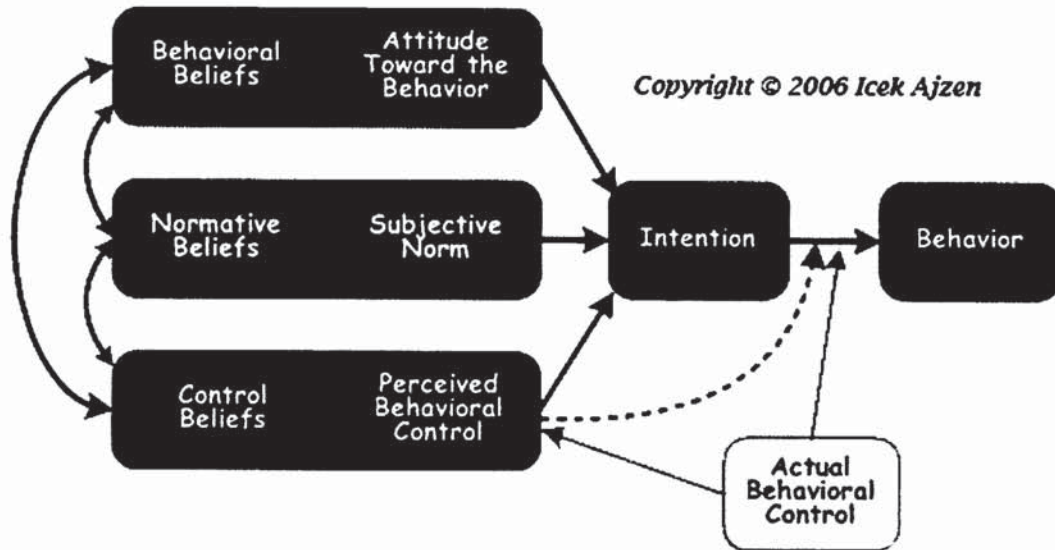 Behavioral
Beliefs
Attitude
Toward the
Behavior
Copyright © 2006 Icek Ajzen
Normative
Beliefs
Subjective
Norm
Intention
Behavior
Control
Beliefs
Perceived
Behavioral
Control
Actual
Behavioral
Control